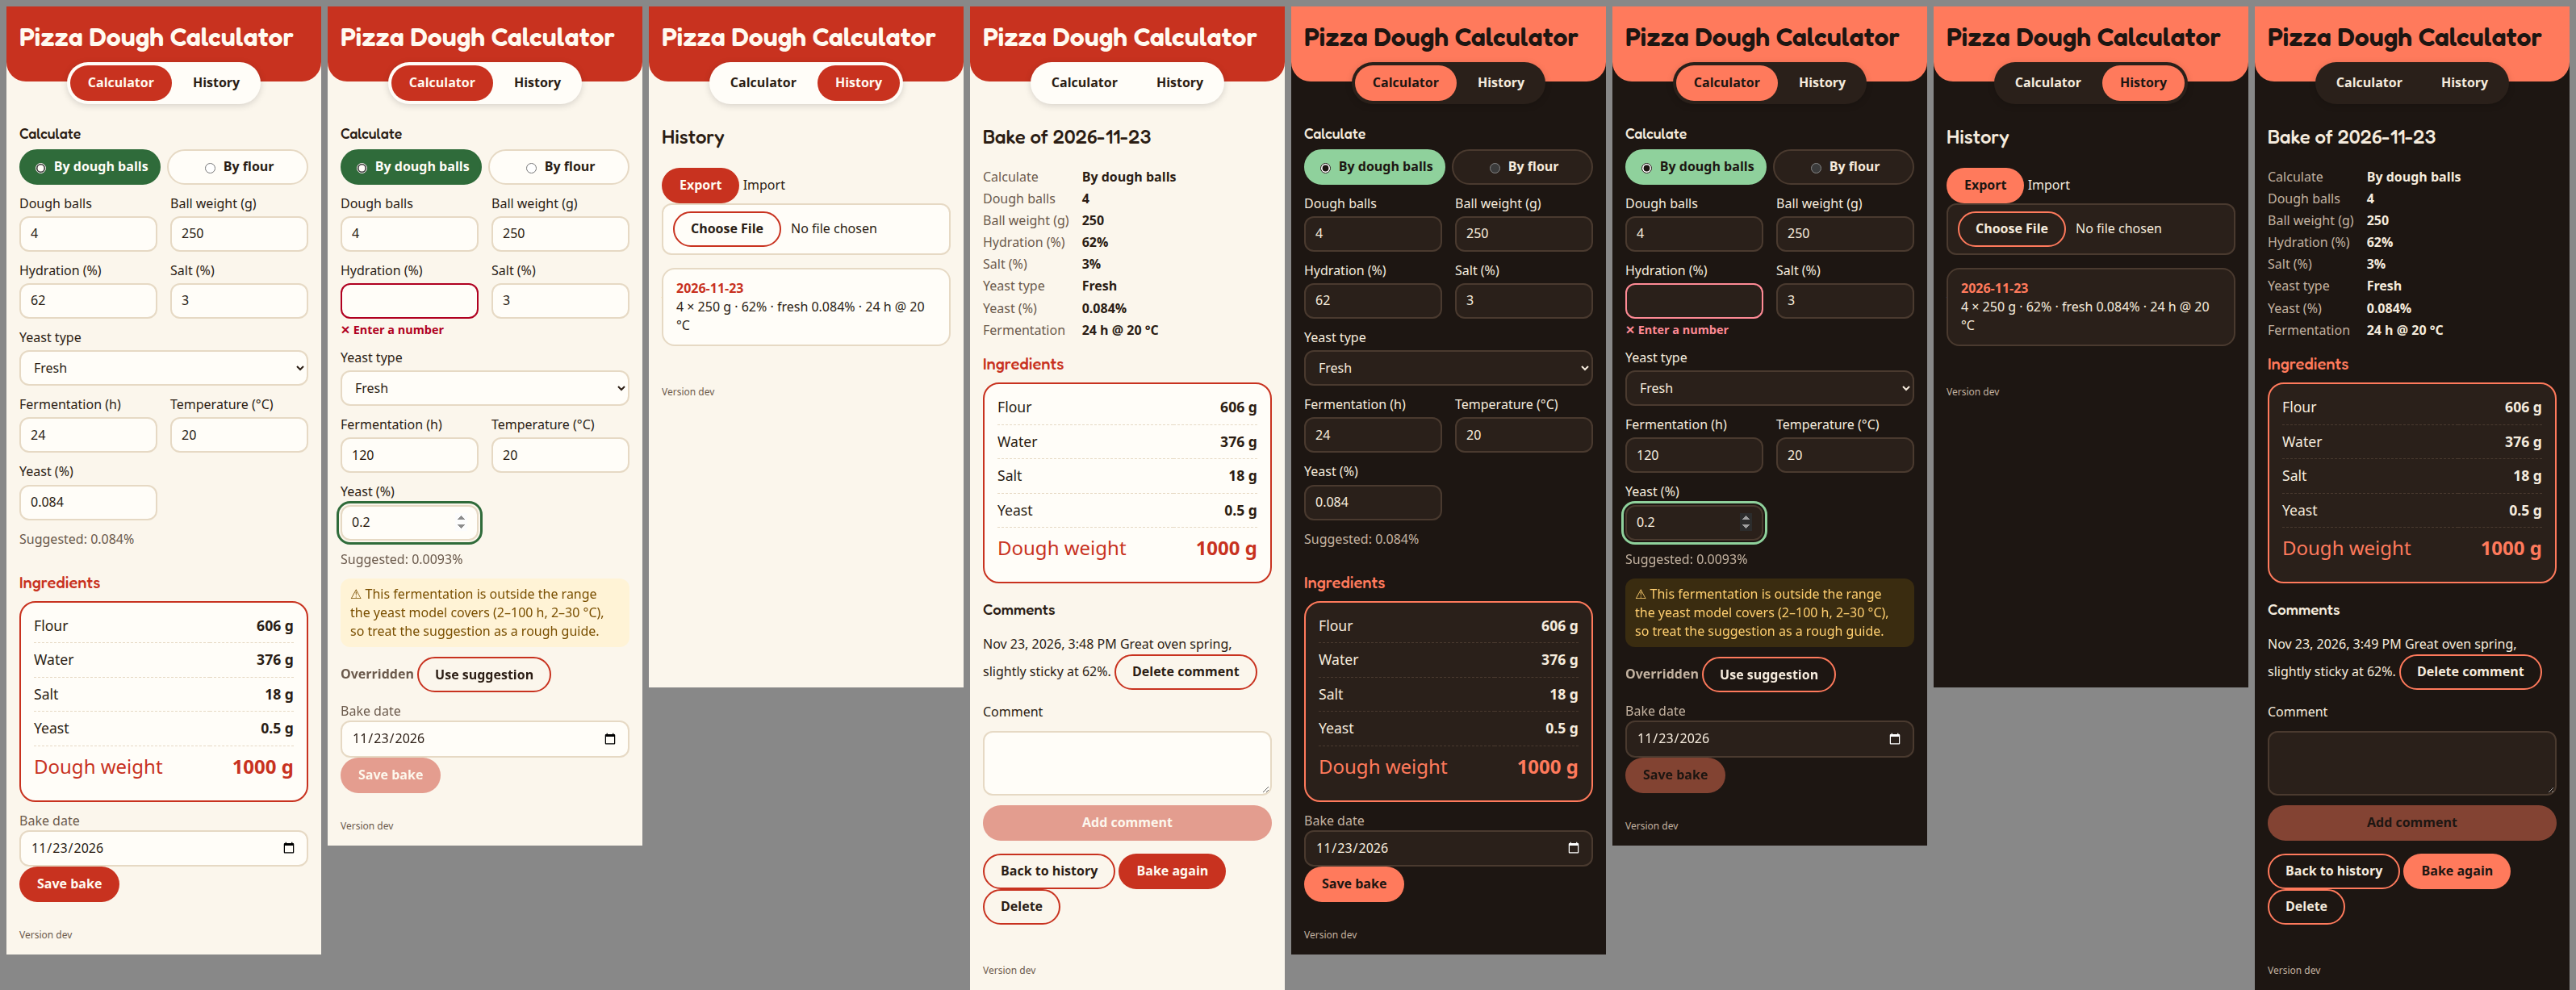 Pizza Dough Calculator
Calculator History
Calculate
By dough balls By flour
Dough balls Ball weight (g)
4 250
Hydration (%) Salt (%)
62 3
Yeast type
Fresh
Fermentation (h) Temperature (°C)
24 20
Yeast (%)
0.084
Suggested: 0.084%
Ingredients
Flour 606 g
Water 376 g
Salt 18 g
Yeast 0.5 g
Dough weight 1000 g
Bake date
11/23/2026
Save bake
Version dev
Pizza Dough Calculator
Calculator History
Calculate
By dough balls By flour
Dough balls Ball weight (g)
4 250
Hydration (%) Salt (%)
3
✕ Enter a number
Yeast type
Fresh
Fermentation (h) Temperature (°C)
120 20
Yeast (%)
0.2
Suggested: 0.0093%
⚠ This fermentation is outside the range
the yeast model covers (2–100 h, 2–30 °C),
so treat the suggestion as a rough guide.
Overridden Use suggestion
Bake date
11/23/2026
Save bake
Version dev
Pizza Dough Calculator
Calculator History
History
Export Import
Choose File No file chosen
2026-11-23
4 × 250 g · 62% · fresh 0.084% · 24 h @ 20
°C
Version dev
Pizza Dough Calculator
Calculator History
Bake of 2026-11-23
Calculate By dough balls
Dough balls 4
Ball weight (g) 250
Hydration (%) 62%
Salt (%) 3%
Yeast type Fresh
Yeast (%) 0.084%
Fermentation 24 h @ 20 °C
Ingredients
Flour 606 g
Water 376 g
Salt 18 g
Yeast 0.5 g
Dough weight 1000 g
Comments
Nov 23, 2026, 3:48 PM Great oven spring,
slightly sticky at 62%. Delete comment
Comment
Add comment
Back to history Bake again
Delete
Version dev
Pizza Dough Calculator
Calculator History
Calculate
By dough balls By flour
Dough balls Ball weight (g)
4 250
Hydration (%) Salt (%)
62 3
Yeast type
Fresh
Fermentation (h) Temperature (°C)
24 20
Yeast (%)
0.084
Suggested: 0.084%
Ingredients
Flour 606 g
Water 376 g
Salt 18 g
Yeast 0.5 g
Dough weight 1000 g
Bake date
11/23/2026
Save bake
Version dev
Pizza Dough Calculator
Calculator History
Calculate
By dough balls By flour
Dough balls Ball weight (g)
4 250
Hydration (%) Salt (%)
3
✕ Enter a number
Yeast type
Fresh
Fermentation (h) Temperature (°C)
120 20
Yeast (%)
0.2
Suggested: 0.0093%
⚠ This fermentation is outside the range
the yeast model covers (2–100 h, 2–30 °C),
so treat the suggestion as a rough guide.
Overridden Use suggestion
Bake date
11/23/2026
Save bake
Version dev
Pizza Dough Calculator
Calculator History
History
Export Import
Choose File No file chosen
2026-11-23
4 × 250 g · 62% · fresh 0.084% · 24 h @ 20
°C
Version dev
Pizza Dough Calculator
Calculator History
Bake of 2026-11-23
Calculate By dough balls
Dough balls 4
Ball weight (g) 250
Hydration (%) 62%
Salt (%) 3%
Yeast type Fresh
Yeast (%) 0.084%
Fermentation 24 h @ 20 °C
Ingredients
Flour 606 g
Water 376 g
Salt 18 g
Yeast 0.5 g
Dough weight 1000 g
Comments
Nov 23, 2026, 3:49 PM Great oven spring,
slightly sticky at 62%. Delete comment
Comment
Add comment
Back to history Bake again
Delete
Version dev